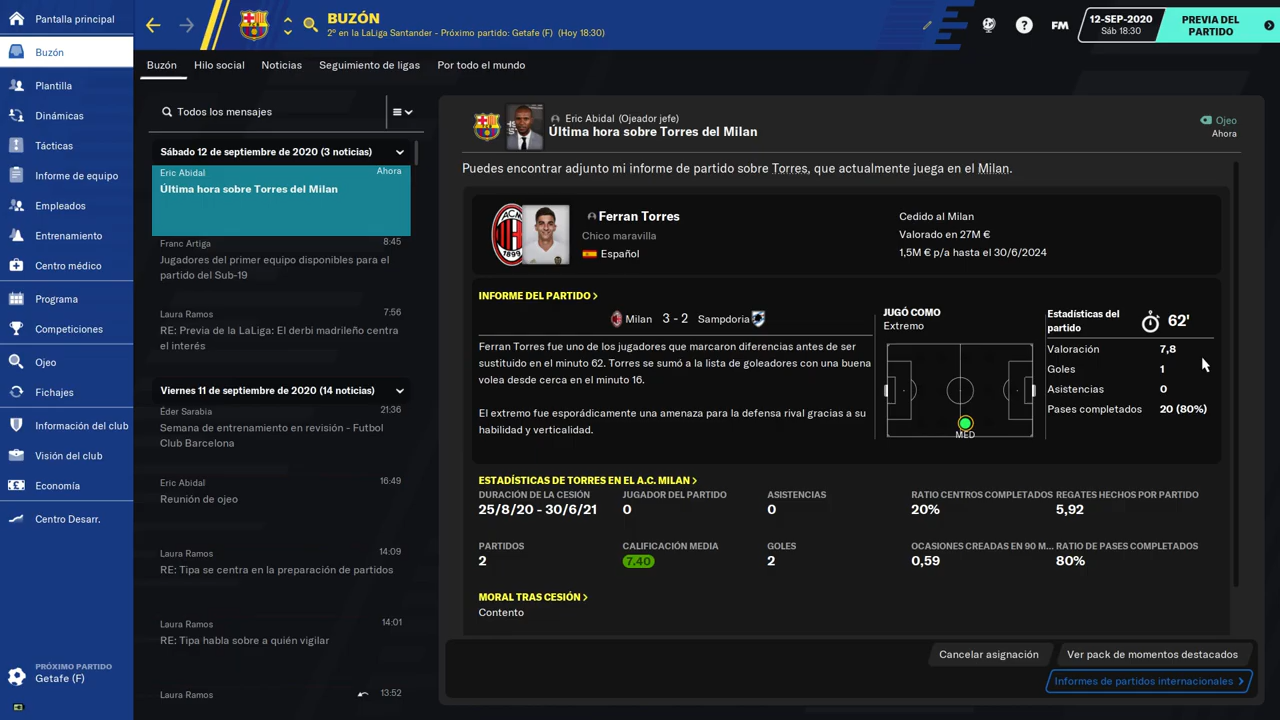 Pantalla principal
Buzón
Plantilla
Dinámicas
Tácticas
Informe de equipo
Empleados
Entrenamiento
Centro médico
Programa
Competiciones
Ojeo
Fichajes
Información del club
Visión del club
Economía
Centro Desarr.
PRÓXIMO PARTIDO
Getafe (F)
BUZÓN
2º en la LaLiga Santander - Próximo partido: Getafe (F) (Hoy 18:30)
FM
12-SEP-2020
Sáb 18:30
PREVIA DEL PARTIDO
Buzón Hilo social Noticias Seguimiento de ligas Por todo el mundo
Todos los mensajes
Sábado 12 de septiembre de 2020 (3 noticias)
Eric Abidal Ahora
Última hora sobre Torres del Milan
Franc Artiga 8:45
Jugadores del primer equipo disponibles para el
partido del Sub-19
Laura Ramos 7:56
RE: Previa de la LaLiga: El derbi madrileño centra
el interés
Viernes 11 de septiembre de 2020 (14 noticias)
Éder Sarabia 21:36
Semana de entrenamiento en revisión - Futbol
Club Barcelona
Eric Abidal 16:49
Reunión de ojeo
Laura Ramos 14:09
RE: Tipa se centra en la preparación de partidos
Laura Ramos 14:01
RE: Tipa habla sobre a quién vigilar
Laura Ramos 13:52
Eric Abidal (Ojeador jefe)
Última hora sobre Torres del Milan
Ojeo
Ahora
Puedes encontrar adjunto mi informe de partido sobre Torres, que actualmente juega en el Milan.
Ferran Torres
Chico maravilla
Español
Cedido al Milan
Valorado en 27M €
1,5M € p/a hasta el 30/6/2024
INFORME DEL PARTIDO >
Milan 3 - 2 Sampdoria
Ferran Torres fue uno de los jugadores que marcaron diferencias antes de ser
sustituido en el minuto 62. Torres se sumó a la lista de goleadores con una buena
volea desde cerca en el minuto 16.
El extremo fue esporádicamente una amenaza para la defensa rival gracias a su
habilidad y verticalidad.
JUGÓ COMO
Extremo
MED
Estadísticas del partido 62'
Valoración 7,8
Goles 1
Asistencias 0
Pases completados 20 (80%)
ESTADÍSTICAS DE TORRES EN EL A.C. MILAN >
DURACIÓN DE LA CESIÓN JUGADOR DEL PARTIDO ASISTENCIAS RATIO CENTROS COMPLETADOS REGATES HECHOS POR PARTIDO
25/8/20 - 30/6/21 0 0 20% 5,92
PARTIDOS CALIFICACIÓN MEDIA GOLES OCASIONES CREADAS EN 90 M... RATIO DE PASES COMPLETADOS
2 7.40 2 0,59 80%
MORAL TRAS CESIÓN >
Contento
Cancelar asignación Ver pack de momentos destacados
Informes de partidos internacionales >